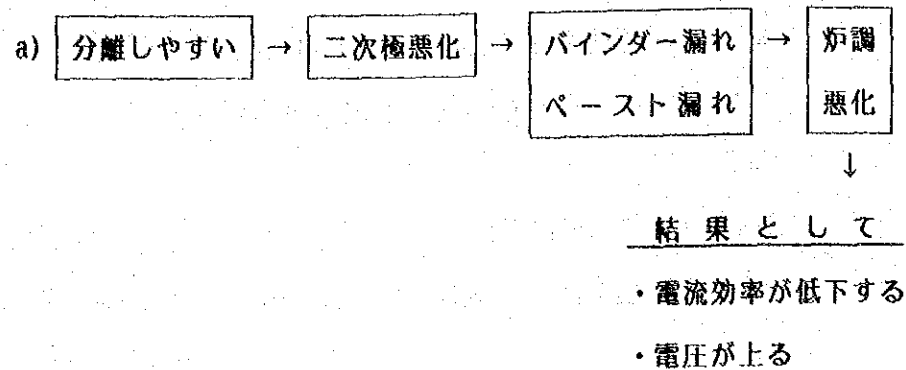 a) 分離しやすい → 二次極悪化 → バインダー漏れ → 炉調
ペースト漏れ 悪化
↓
結果として
・電流効率が低下する
・電圧が上る